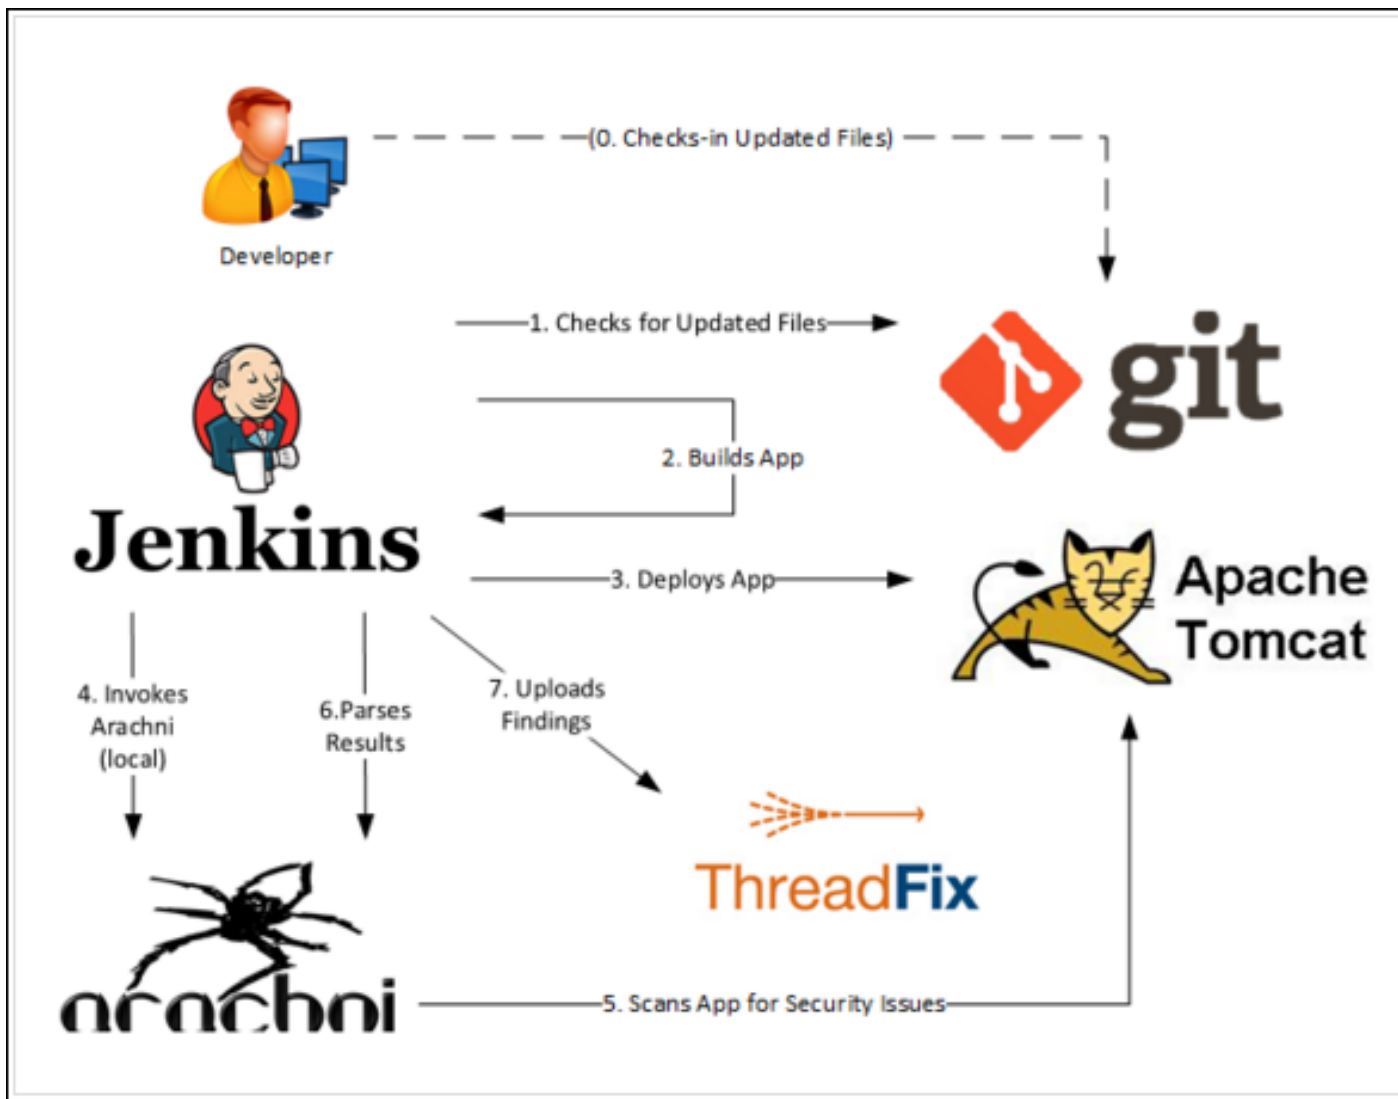 (0. Checks-in Updated Files)
Developer
1. Checks for Updated Files
git
2. Builds App
Jenkins
3. Deploys App
Apache
Tomcat
4. Invokes
Arachni
(local)
6.Parses
Results
7. Uploads
Findings
ThreadFix
arachni
5. Scans App for Security Issues